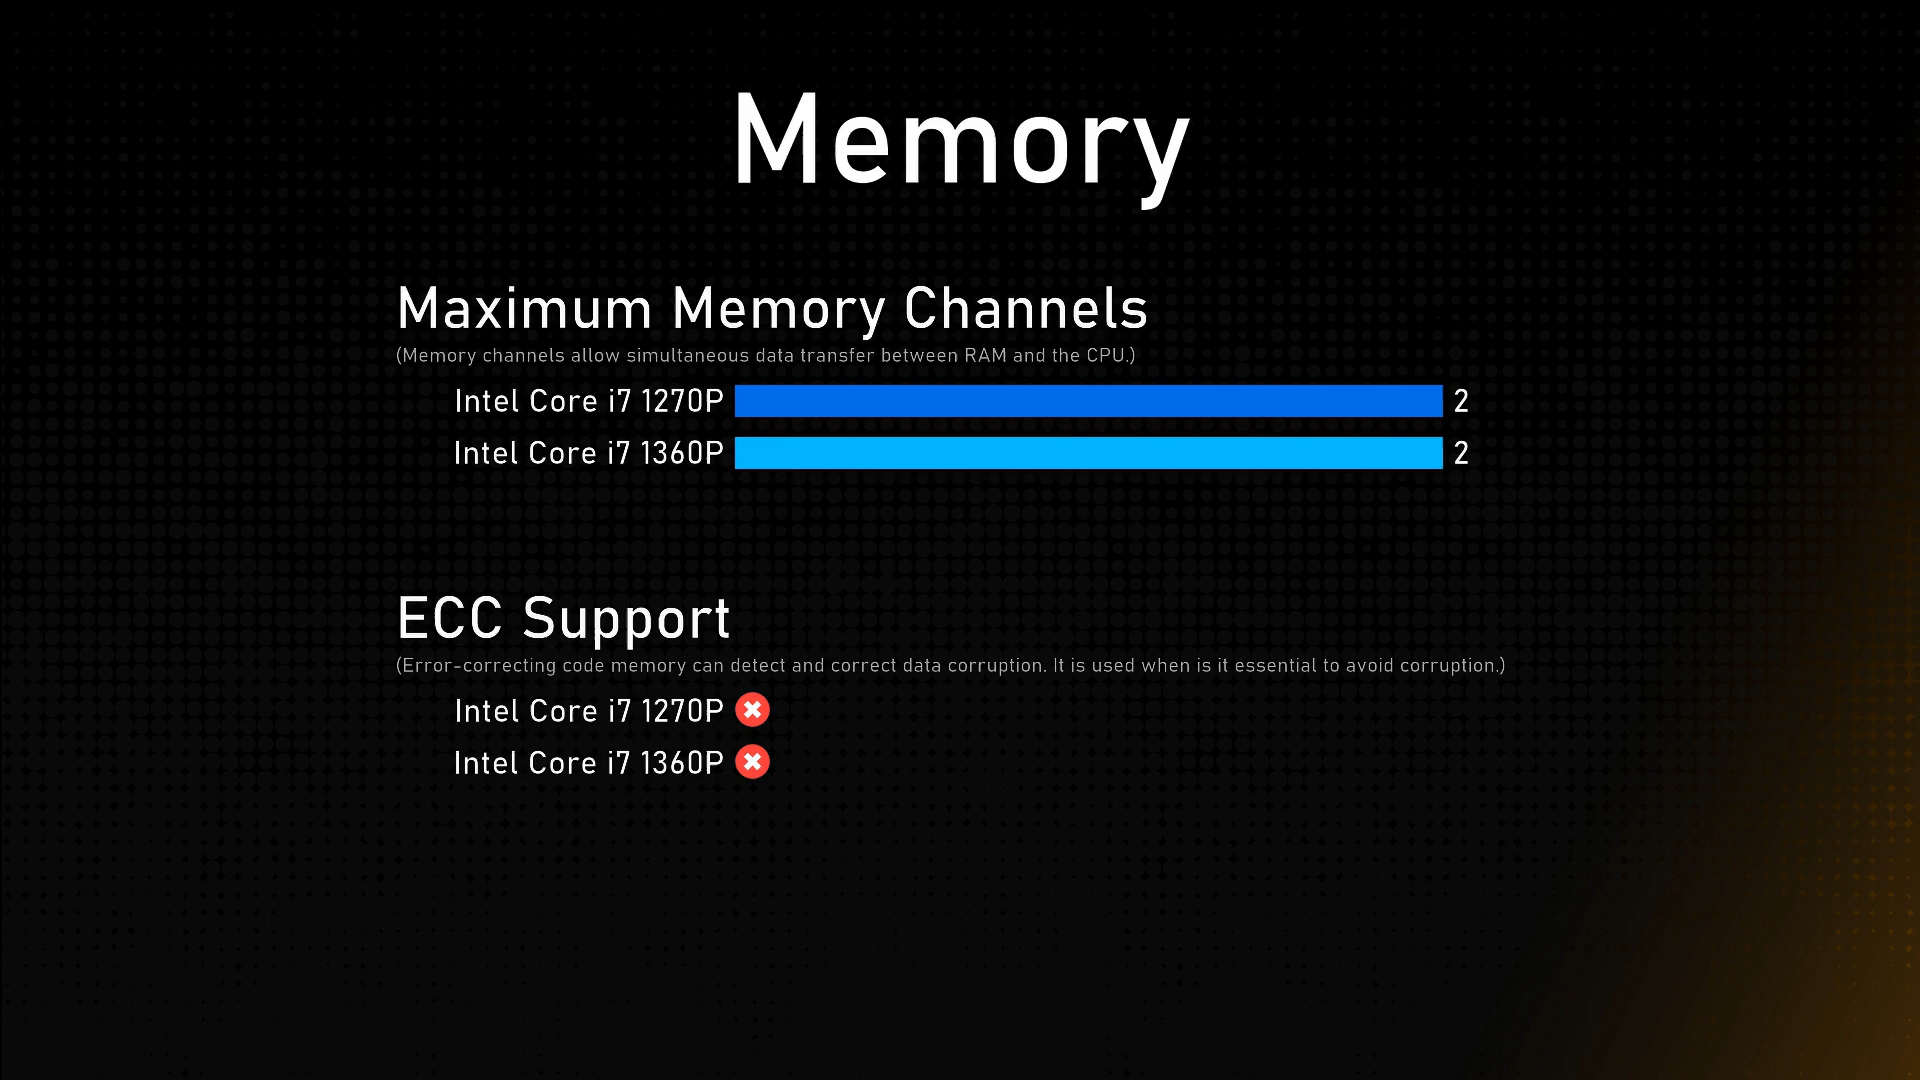 Memory
Maximum Memory Channels
(Memory channels allow simultaneous data transfer between RAM and the CPU.)
Intel Core i7 1270P 2
Intel Core i7 1360P 2
ECC Support
(Error-correcting code memory can detect and correct data corruption. It is used when is it essential to avoid corruption.)
Intel Core i7 1270P
Intel Core i7 1360P